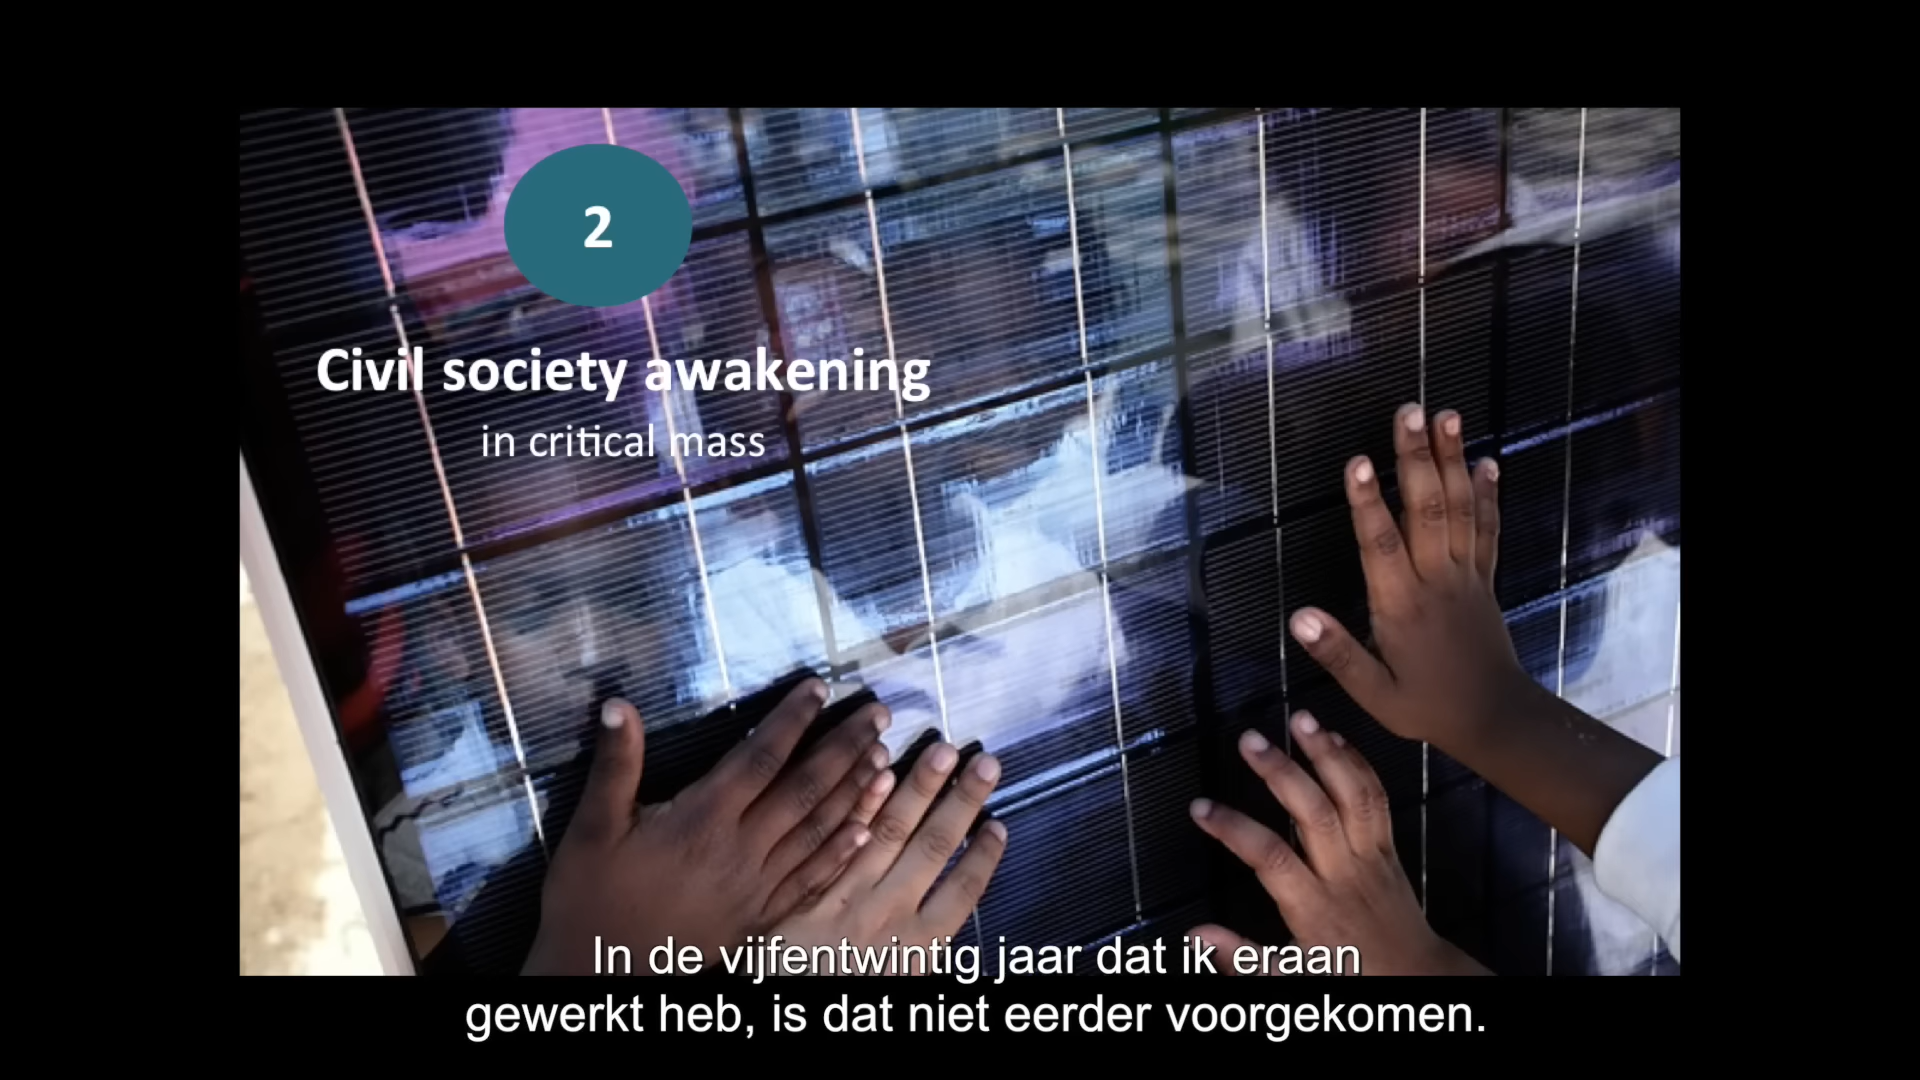 2
Civil society awakening
in critical mass
In de vijfentwintig jaar dat ik eraan
gewerkt heb, is dat niet eerder voorgekomen.